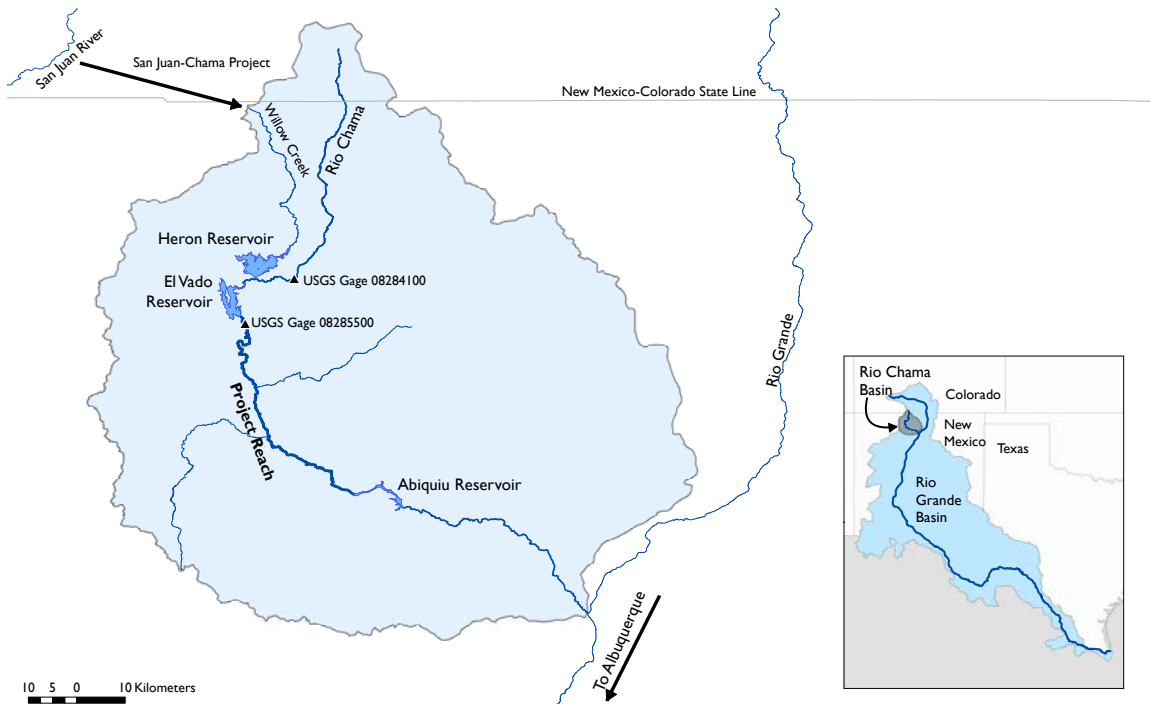 San Juan River
San Juan-Chama Project
New Mexico-Colorado State Line
Willow Creek
Rio Chama
Heron Reservoir
El Vado
Reservoir
USGS Gage 08284100
USGS Gage 08285500
Rio Grande
Project Reach
Abiquiu Reservoir
To Albuquerque
10 5 0 10 Kilometers
Rio Chama
Basin
Colorado
New
Mexico
Texas
Rio
Grande
Basin